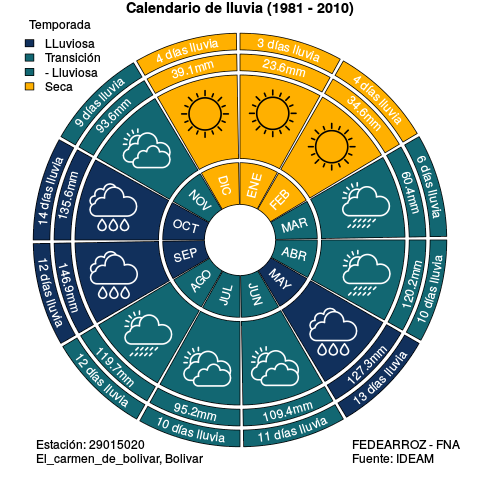 Calendario de lluvia (1981 - 2010)
Temporada
LLuviosa
Transición
- Lluviosa
Seca
3 días lluvia
23.6mm
ENE
4 días lluvia
34.6mm
FEB
6 días lluvia
60.4mm
MAR
10 días lluvia
120.2mm
ABR
13 días lluvia
127.3mm
MAY
11 días lluvia
109.4mm
JUN
10 días lluvia
95.2mm
JUL
12 días lluvia
119.7mm
AGO
12 días lluvia
146.9mm
SEP
14 días lluvia
135.6mm
OCT
9 días lluvia
93.6mm
NOV
4 días lluvia
39.1mm
DIC
Estación: 29015020
El_carmen_de_bolivar, Bolivar
FEDEARROZ - FNA
Fuente: IDEAM